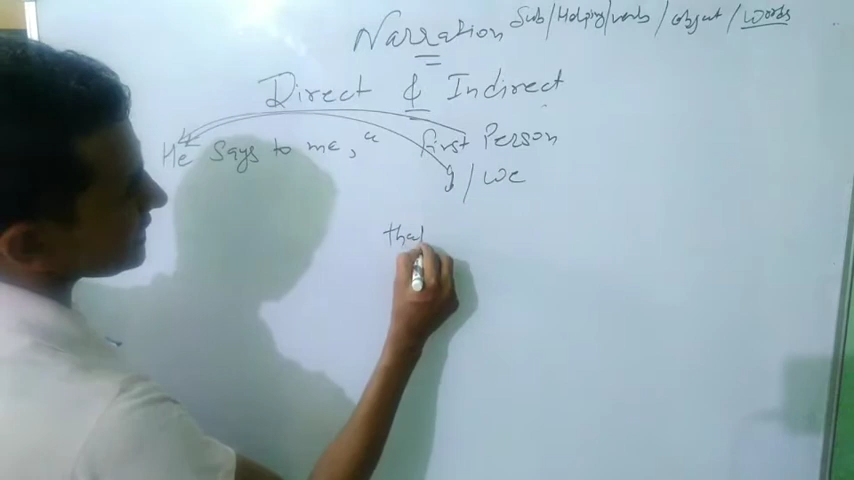 Narration Sub/Helping/verb/object/words
Direct & Indirect
He Says to me, " First Person
I/we
that